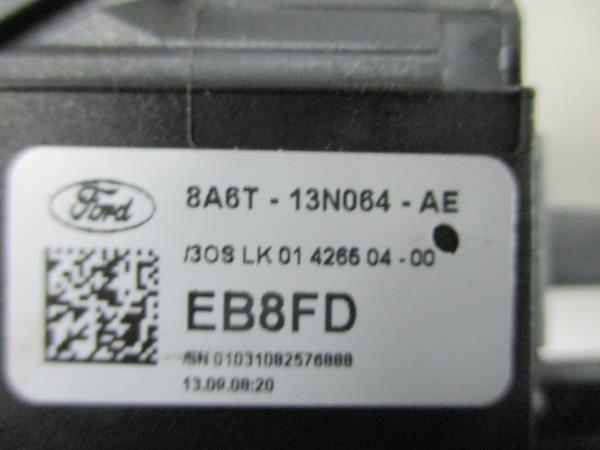 Ford
8A6T - 13N064 - AE
/3OS LK 01 4265 04 - 00
EB8FD
/SN 01031082576888
13.09.08:20